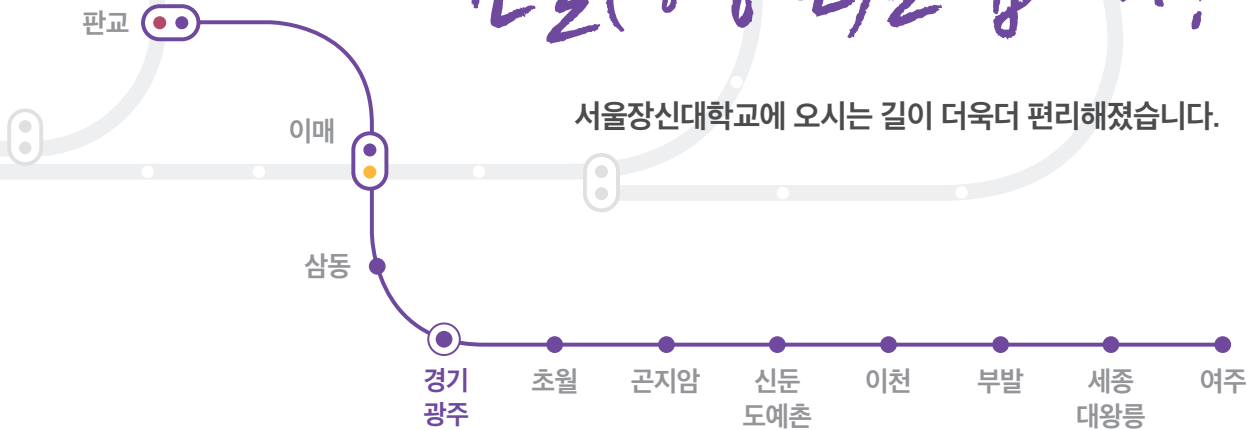 판교
서울장신대학교에 오시는 길이 더욱더 편리해졌습니다.
이매
삼동
경기
광주
초월
곤지암
신둔
도예촌
이천
부발
세종
대왕릉
여주